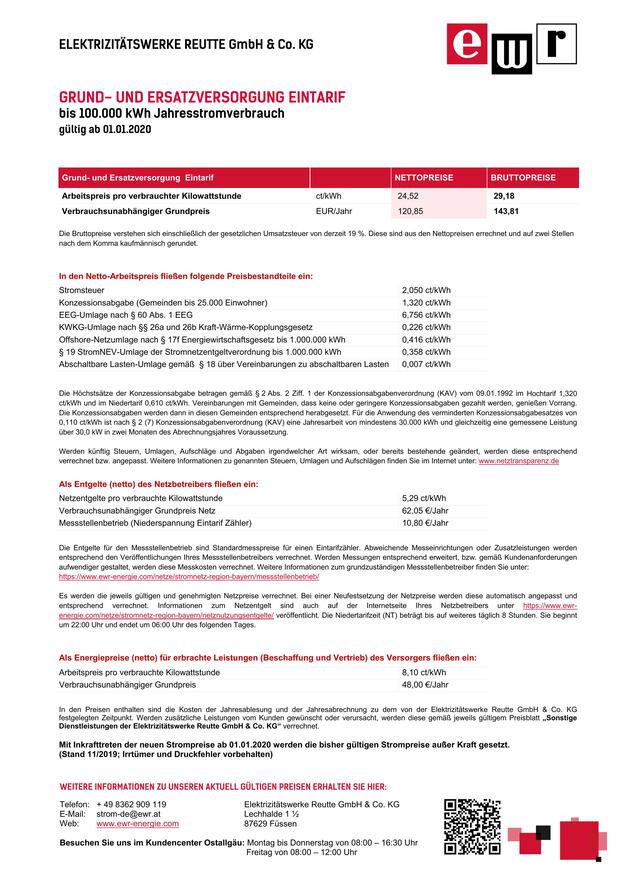 ELEKTRIZITÄTSWERKE REUTTE GmbH & Co. KG
ewr
GRUND- UND ERSATZVERSORGUNG EINTARIF
bis 100.000 kWh Jahresstromverbrauch
gültig ab 01.01.2020
Grund- und Ersatzversorgung Eintarif NETTOPREISE BRUTTOPREISE
Arbeitspreis pro verbrauchter Kilowattstunde ct/kWh 24,52 29,18
Verbrauchsunabhängiger Grundpreis EUR/Jahr 120,85 143,81
Die Bruttopreise verstehen sich einschließlich der gesetzlichen Umsatzsteuer von derzeit 19 %. Diese sind aus den Nettopreisen errechnet und auf zwei Stellen
nach dem Komma kaufmännisch gerundet.
In den Netto-Arbeitspreis fließen folgende Preisbestandteile ein:
Stromsteuer 2,050 ct/kWh
Konzessionsabgabe (Gemeinden bis 25.000 Einwohner) 1,320 ct/kWh
EEG-Umlage nach § 60 Abs. 1 EEG 6,756 ct/kWh
KWKG-Umlage nach §§ 26a und 26b Kraft-Wärme-Kopplungsgesetz 0,226 ct/kWh
Offshore-Netzumlage nach § 17f Energiewirtschaftsgesetz bis 1.000.000 kWh 0,416 ct/kWh
§ 19 StromNEV-Umlage der Stromnetzentgeltverordnung bis 1.000.000 kWh 0,358 ct/kWh
Abschaltbare Lasten-Umlage gemäß § 18 über Vereinbarungen zu abschaltbaren Lasten 0,007 ct/kWh
Die Höchstsätze der Konzessionsabgabe betragen gemäß § 2 Abs. 2 Ziff. 1 der Konzessionsabgabenverordnung (KAV) vom 09.01.1992 im Hochtarif 1,320
ct/kWh und im Niedertarif 0,610 ct/kWh. Vereinbarungen mit Gemeinden, dass keine oder geringere Konzessionsabgaben gezahlt werden, genießen Vorrang.
Die Konzessionsabgaben werden dann in diesen Gemeinden entsprechend herabgesetzt. Für die Anwendung des verminderten Konzessionsabgabesatzes von
0,110 ct/kWh ist nach § 2 (7) Konzessionsabgabenverordnung (KAV) eine Jahresarbeit von mindestens 30.000 kWh und gleichzeitig eine gemessene Leistung
über 30,0 kW in zwei Monaten des Abrechnungsjahres Voraussetzung.
Werden künftig Steuern, Umlagen, Aufschläge und Abgaben irgendwelcher Art wirksam, oder bereits bestehende geändert, werden diese entsprechend
verrechnet bzw. angepasst. Weitere Informationen zu genannten Steuern, Umlagen und Aufschlägen finden Sie im Internet unter: www.netztransparenz.de
Als Entgelte (netto) des Netzbetreibers fließen ein:
Netzentgelte pro verbrauchte Kilowattstunde 5,29 ct/kWh
Verbrauchsunabhängiger Grundpreis Netz 62,05 €/Jahr
Messstellenbetrieb (Niederspannung Eintarif Zähler) 10,80 €/Jahr
Die Entgelte für den Messstellenbetrieb sind Standardmesspreise für einen Eintarifzähler. Abweichende Messeinrichtungen oder Zusatzleistungen werden
entsprechend den Veröffentlichungen Ihres Messstellenbetreibers verrechnet. Werden Messungen entsprechend erweitert, bzw. gemäß Kundenanforderungen
aufwendiger gestaltet, werden diese Messkosten verrechnet. Weitere Informationen zum grundzuständigen Messstellenbetreiber finden Sie unter:
https://www.ewr-energie.com/netze/stromnetz-region-bayern/messstellenbetrieb/
Es werden die jeweils gültigen und genehmigten Netzpreise verrechnet. Bei einer Neufestsetzung der Netzpreise werden diese automatisch angepasst und
entsprechend verrechnet. Informationen zum Netzentgelt sind auch auf der Internetseite Ihres Netzbetreibers unter https://www.ewr-
energie.com/netze/stromnetz-region-bayern/netznutzungsentgelte/ veröffentlicht. Die Niedertarifzeit (NT) beträgt bis auf weiteres täglich 8 Stunden. Sie beginnt
um 22:00 Uhr und endet um 06:00 Uhr des folgenden Tages.
Als Energiepreise (netto) für erbrachte Leistungen (Beschaffung und Vertrieb) des Versorgers fließen ein:
Arbeitspreis pro verbrauchte Kilowattstunde 8,10 ct/kWh
Verbrauchsunabhängiger Grundpreis 48,00 €/Jahr
In den Preisen enthalten sind die Kosten der Jahresablesung und der Jahresabrechnung zu dem von der Elektrizitätswerke Reutte GmbH & Co. KG
festgelegten Zeitpunkt. Werden zusätzliche Leistungen vom Kunden gewünscht oder verursacht, werden diese gemäß jeweils gültigem Preisblatt „Sonstige
Dienstleistungen der Elektrizitätswerke Reutte GmbH & Co. KG“ verrechnet.
Mit Inkrafttreten der neuen Strompreise ab 01.01.2020 werden die bisher gültigen Strompreise außer Kraft gesetzt.
(Stand 11/2019; Irrtümer und Druckfehler vorbehalten)
WEITERE INFORMATIONEN ZU UNSEREN AKTUELL GÜLTIGEN PREISEN ERHALTEN SIE HIER:
Telefon: + 49 8362 909 119 Elektrizitätswerke Reutte GmbH & Co. KG
E-Mail: strom-de@ewr.at Lechhalde 1 ½
Web: www.ewr-energie.com 87629 Füssen
Besuchen Sie uns im Kundencenter Ostallgäu: Montag bis Donnerstag von 08:00 – 16:30 Uhr
Freitag von 08:00 – 12:00 Uhr